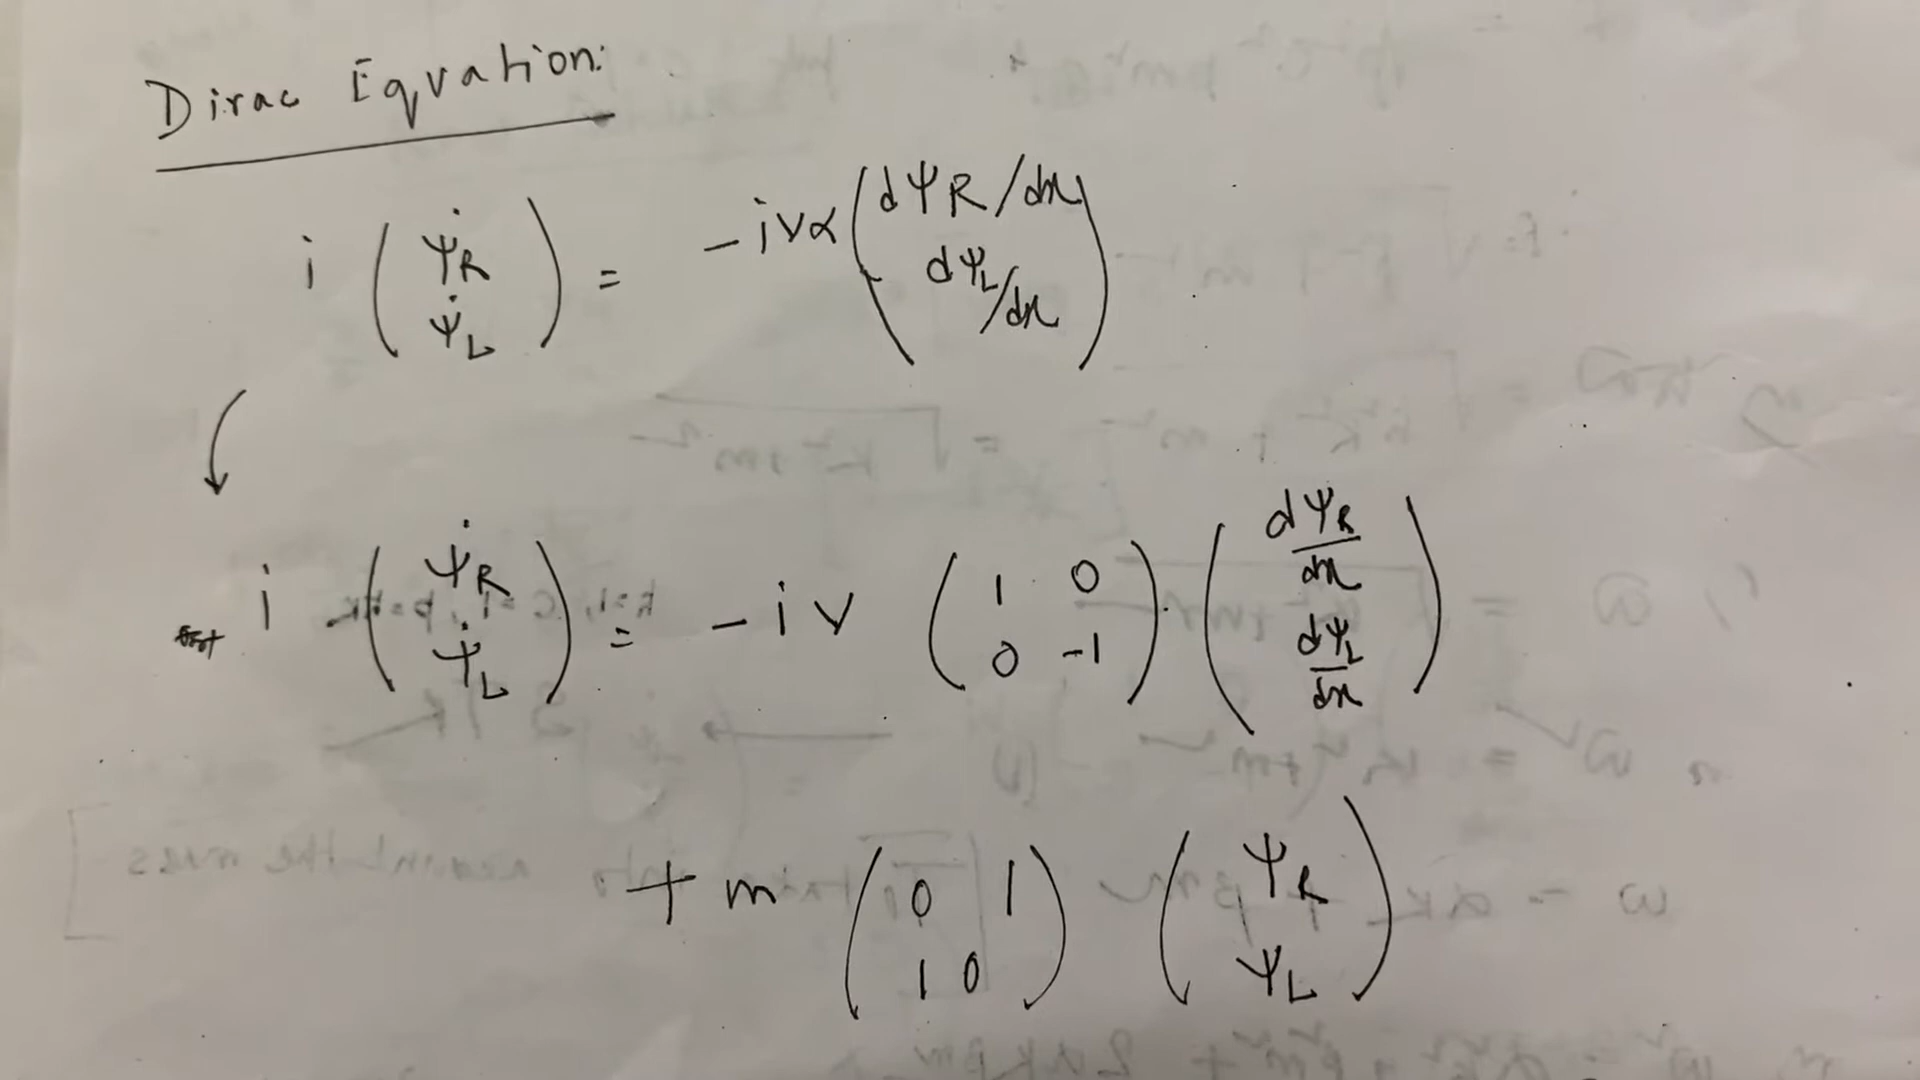 Dirac Equation:
i ( ψ̇R ψ̇L ) = -ivα ( dψR/dx dψL/dx )
i ( ψ̇R ψ̇L ) = -iv ( 1 0 0 -1 ) · ( dψR/dx dψL/dx )
+ m ( 0 1 1 0 ) ( ψR ψL )